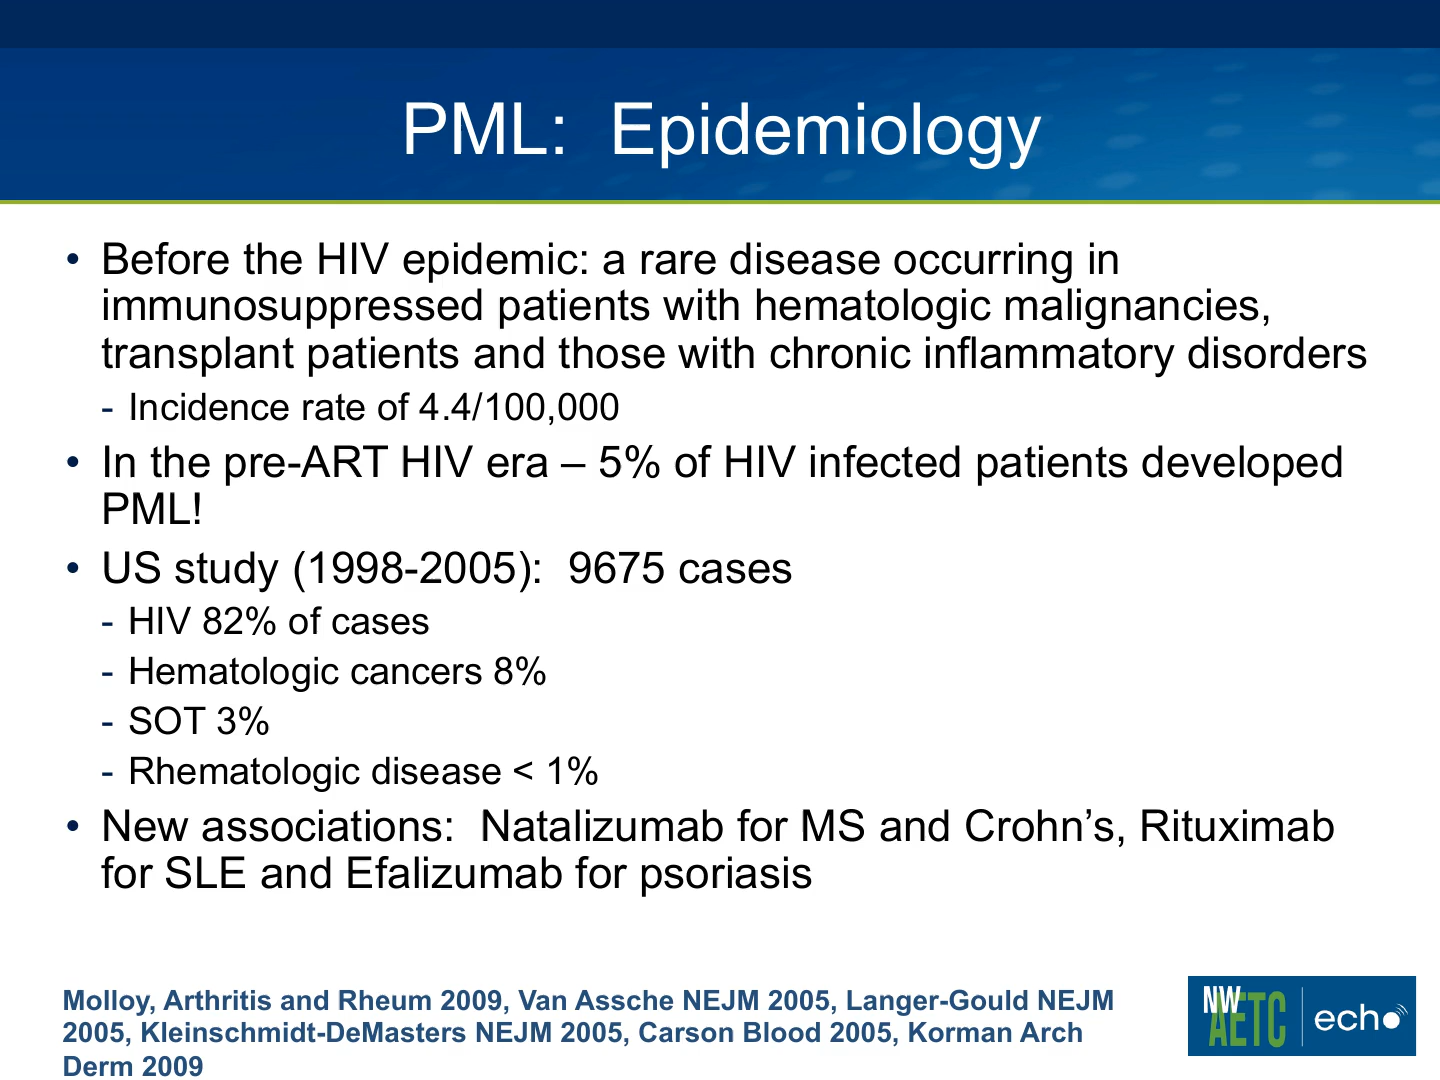 PML:  Epidemiology
• Before the HIV epidemic: a rare disease occurring in
immunosuppressed patients with hematologic malignancies,
transplant patients and those with chronic inflammatory disorders
- Incidence rate of 4.4/100,000
• In the pre-ART HIV era – 5% of HIV infected patients developed
PML!
• US study (1998-2005):  9675 cases
- HIV 82% of cases
- Hematologic cancers 8%
- SOT 3%
- Rhematologic disease < 1%
• New associations:  Natalizumab for MS and Crohn’s, Rituximab
for SLE and Efalizumab for psoriasis
Molloy, Arthritis and Rheum 2009, Van Assche NEJM 2005, Langer-Gould NEJM
2005, Kleinschmidt-DeMasters NEJM 2005, Carson Blood 2005, Korman Arch
Derm 2009
NW
AETC
echo